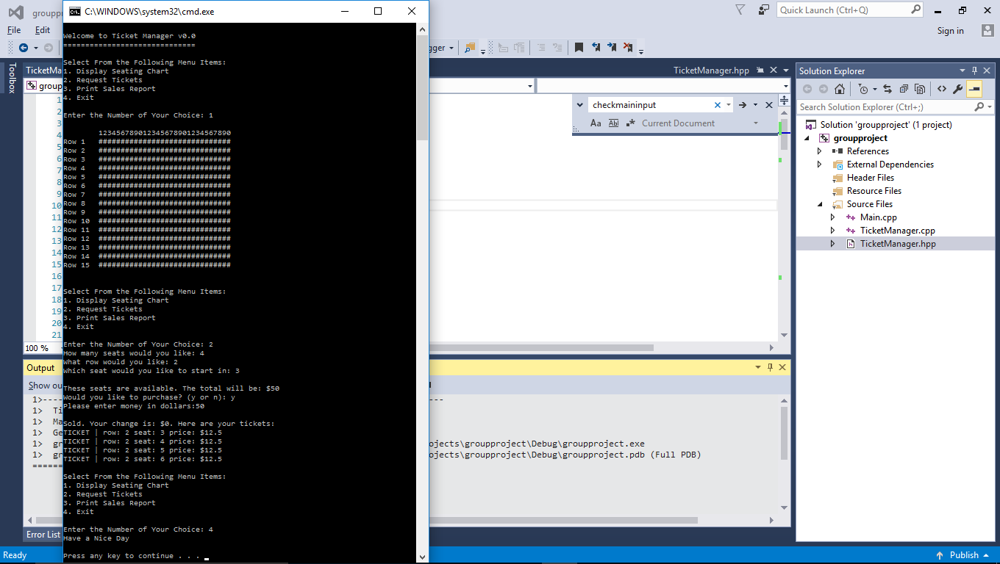 groupp
File Edit
C:\WINDOWS\system32\cmd.exe
Quick Launch (Ctrl+Q)
Sign in
gger
Toolbox
TicketMa
TicketManager.hpp
group
1
2
3
4
5
6
7
8
9
10
11
12
13
14
15
16
17
18
19
20
21
100 %
checkmaininput
Aa Ab .* Current Document
Welcome to Ticket Manager v0.0
==============================
Select From the Following Menu Items:
1. Display Seating Chart
2. Request Tickets
3. Print Sales Report
4. Exit
Enter the Number of Your Choice: 1
123456789012345678901234567890
Row 1 ##############################
Row 2 ##############################
Row 3 ##############################
Row 4 ##############################
Row 5 ##############################
Row 6 ##############################
Row 7 ##############################
Row 8 ##############################
Row 9 ##############################
Row 10 ##############################
Row 11 ##############################
Row 12 ##############################
Row 13 ##############################
Row 14 ##############################
Row 15 ##############################
Select From the Following Menu Items:
1. Display Seating Chart
2. Request Tickets
3. Print Sales Report
4. Exit
Enter the Number of Your Choice: 2
How many seats would you like: 4
What row would you like: 2
Which seat would you like to start in: 3
These seats are available. The total will be: $50
Would you like to purchase? (y or n): y
Please enter money in dollars:50
Sold. Your change is: $0. Here are your tickets:
TICKET | row: 2 seat: 3 price: $12.5
TICKET | row: 2 seat: 4 price: $12.5
TICKET | row: 2 seat: 5 price: $12.5
TICKET | row: 2 seat: 6 price: $12.5
Select From the Following Menu Items:
1. Display Seating Chart
2. Request Tickets
3. Print Sales Report
4. Exit
Enter the Number of Your Choice: 4
Have a Nice Day
Press any key to continue . . .
Output
Show ou
1>----- ---
1> Ti
1> Ma
1> Ge
1> gr ojects\groupproject\Debug\groupproject.exe
1> gr ojects\groupproject\Debug\groupproject.pdb (Full PDB)
======
Error List
Solution Explorer
Search Solution Explorer (Ctrl+;)
Solution 'groupproject' (1 project)
groupproject
References
External Dependencies
Header Files
Resource Files
Source Files
Main.cpp
TicketManager.cpp
TicketManager.hpp
Ready
Publish